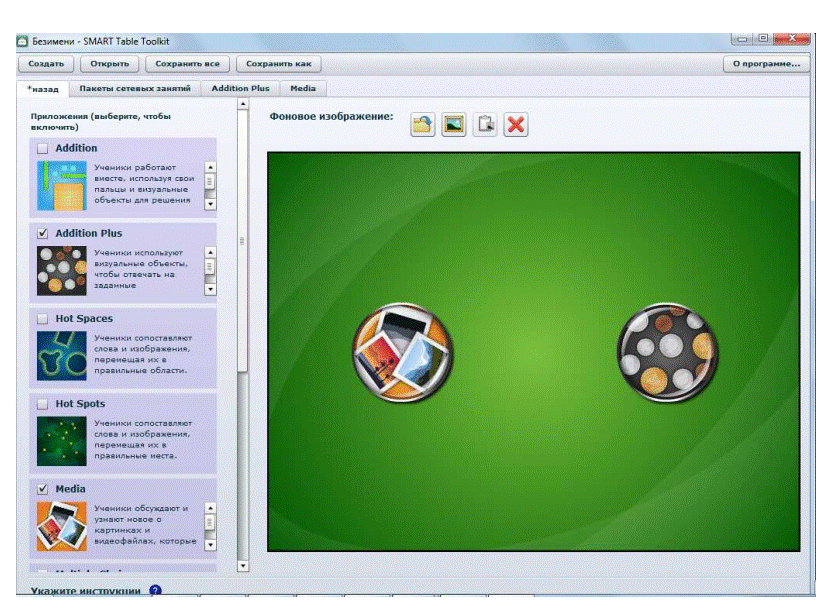 Безимени - SMART Table Toolkit
Создать Открыть Сохранить все Сохранить как О программе...
*назад Пакеты сетевых занятий Addition Plus Media
Приложения (выберите, чтобы
включить)
Фоновое изображение:
Addition
Ученики работают
вместе, используя свои
пальцы и визуальные
объекты для решения
Addition Plus
Ученики используют
визуальные объекты,
чтобы отвечать на
заданные
Hot Spaces
Ученики сопоставляют
слова и изображения,
перемещая их в
правильные области.
Hot Spots
Ученики сопоставляют
слова и изображения,
перемещая их в
правильные места.
Media
Ученики обсуждают и
узнают новое о
картинках и
видеофайлах, которые
Укажите инструкции ?